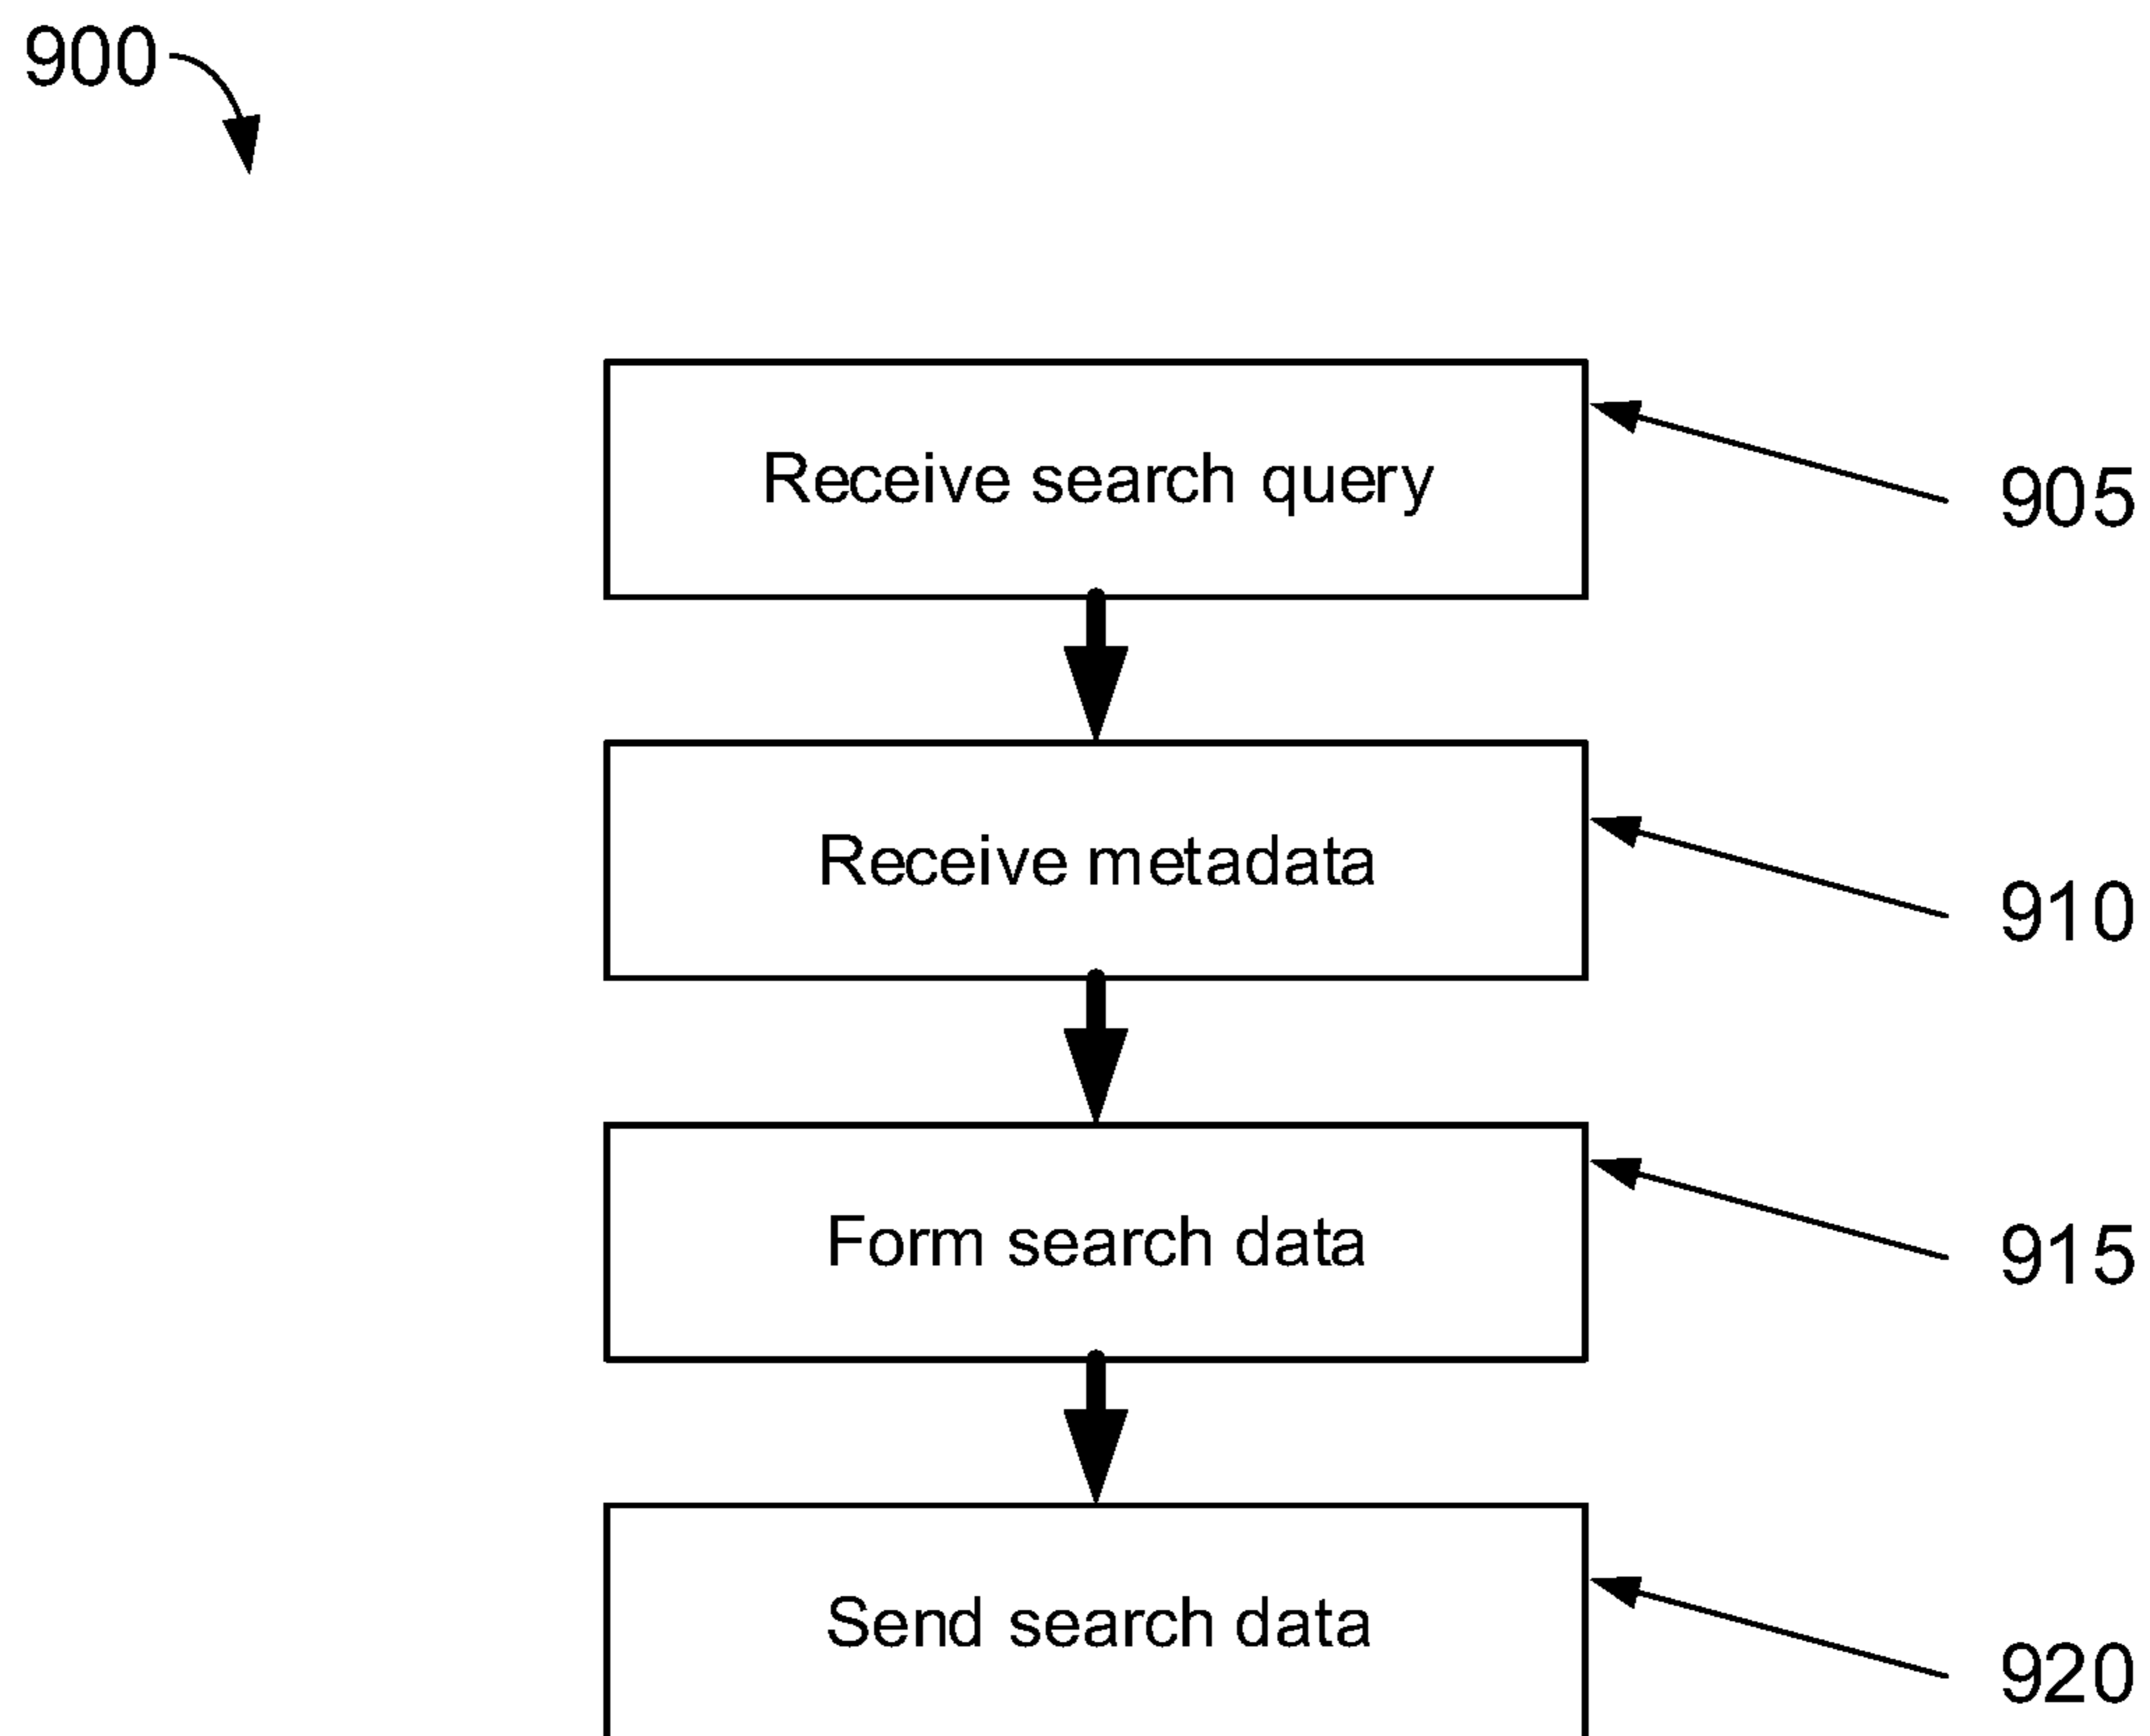 900
Receive search query
905
Receive metadata
910
Form search data
915
Send search data
920